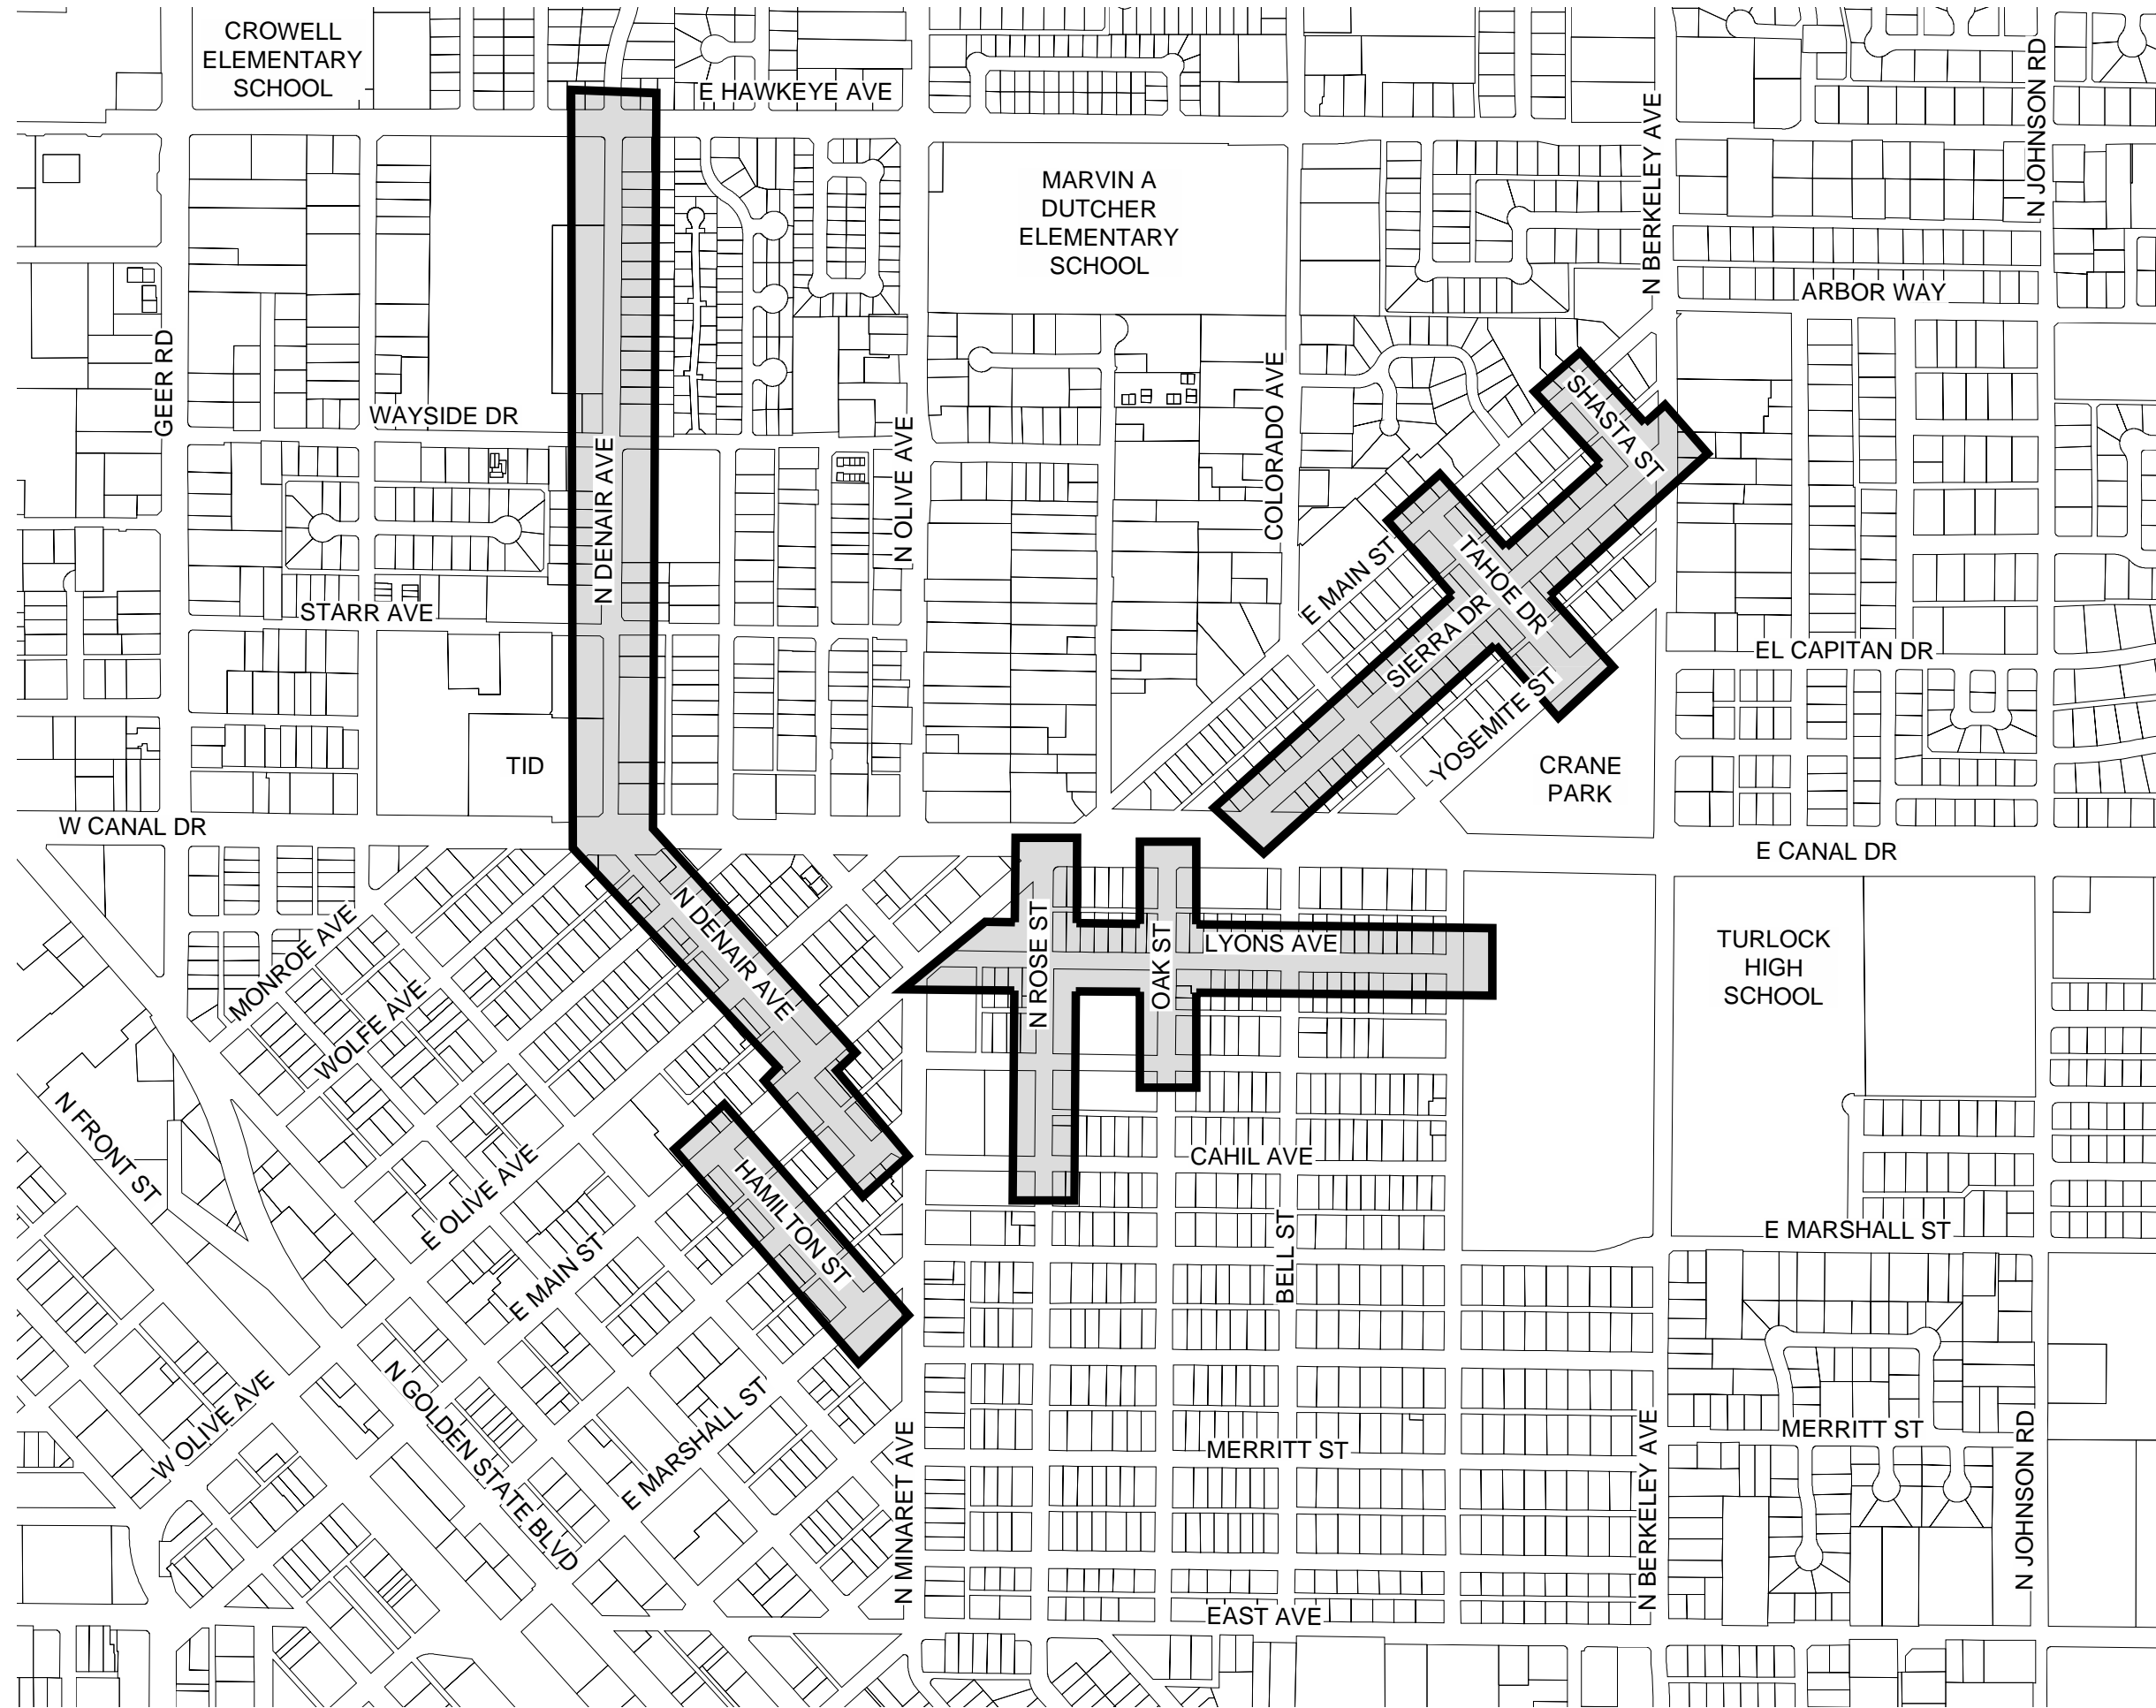 CROWELL
ELEMENTARY
SCHOOL
E HAWKEYE AVE
N JOHNSON RD
N BERKELEY AVE
MARVIN A
DUTCHER
ELEMENTARY
SCHOOL
ARBOR WAY
GEER RD
WAYSIDE DR
N DENAIR AVE
N OLIVE AVE
COLORADO AVE
SHASTA ST
E MAIN ST
TAHOE DR
SIERRA DR
YOSEMITE ST
STARR AVE
EL CAPITAN DR
TID
CRANE
PARK
W CANAL DR
E CANAL DR
MONROE AVE
WOLFE AVE
N DENAIR AVE
N ROSE ST
OAK ST
LYONS AVE
TURLOCK
HIGH
SCHOOL
N FRONT ST
E OLIVE AVE
HAMILTON ST
CAHIL AVE
BELL ST
E MARSHALL ST
E MAIN ST
W OLIVE AVE
N GOLDEN STATE BLVD
E MARSHALL ST
N MINARET AVE
MERRITT ST
MERRITT ST
N BERKELEY AVE
N JOHNSON RD
EAST AVE